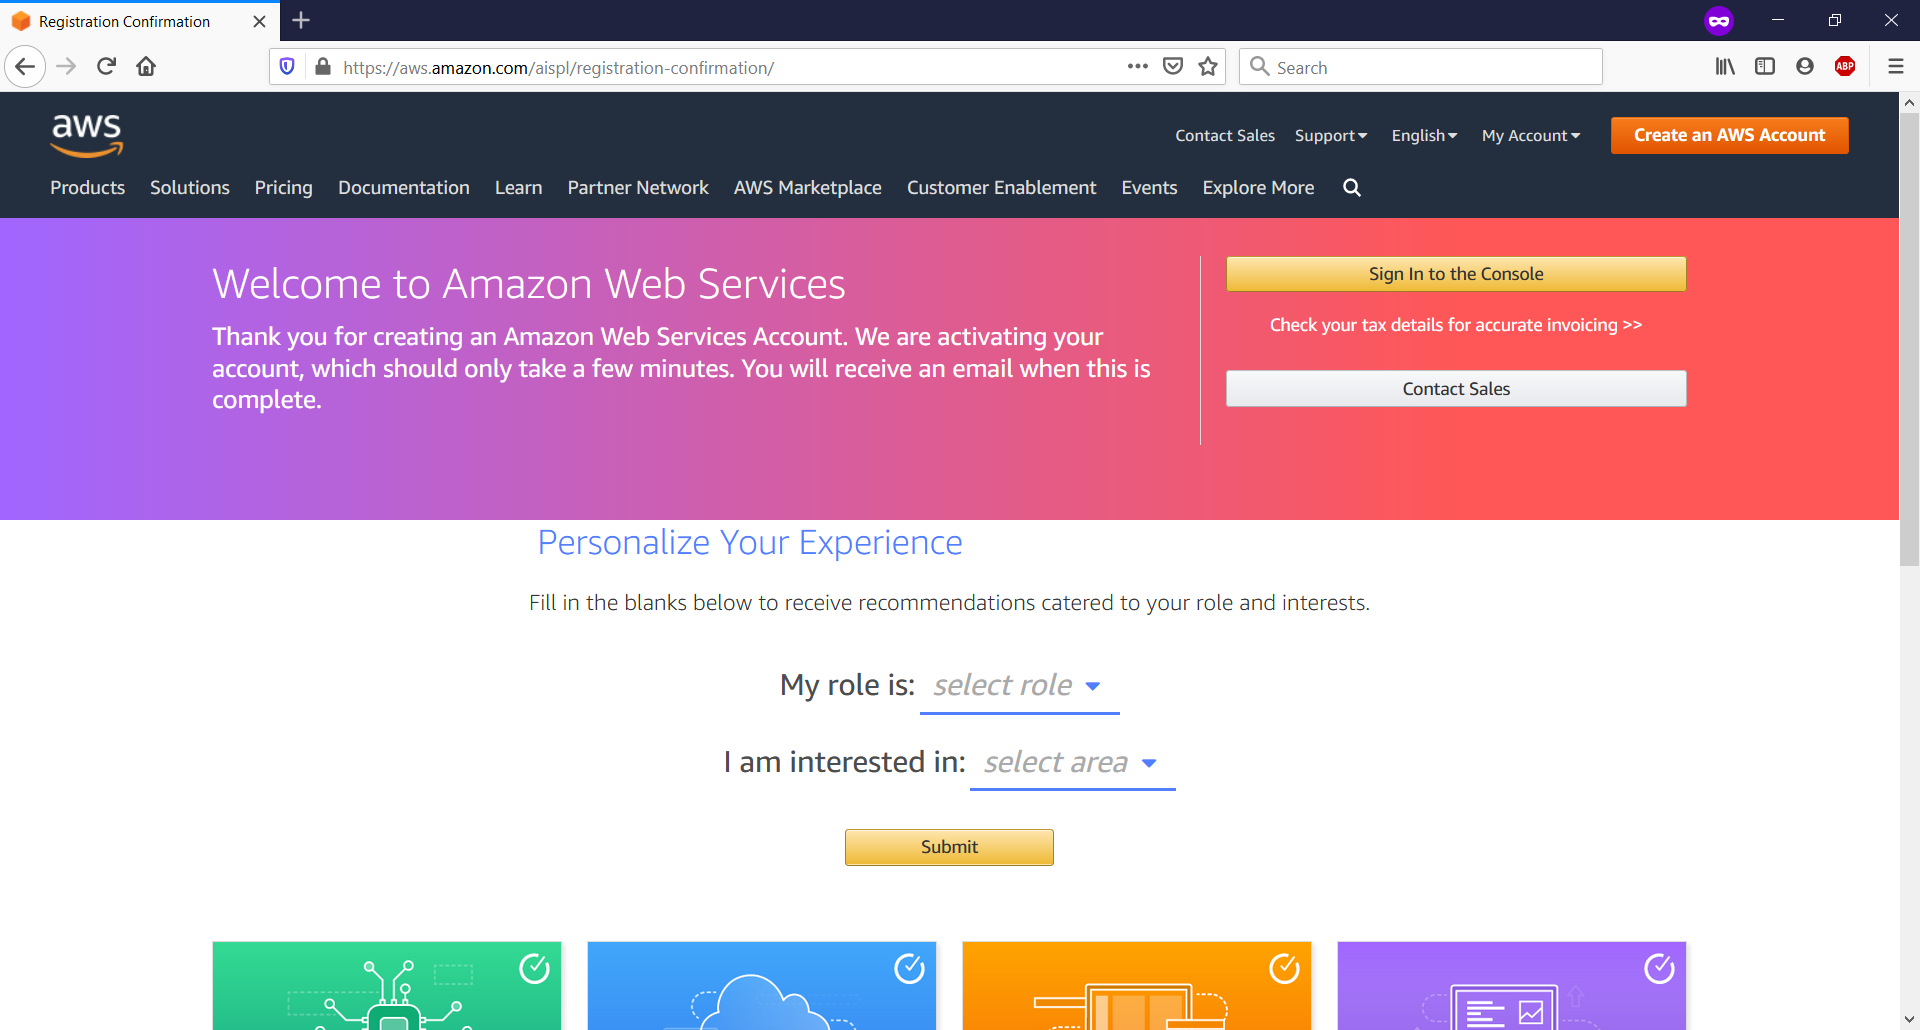 Registration Confirmation
https://aws.amazon.com/aispl/registration-confirmation/
Search
ABP
aws
Contact Sales Support English My Account Create an AWS Account
Products Solutions Pricing Documentation Learn Partner Network AWS Marketplace Customer Enablement Events Explore More
Welcome to Amazon Web Services
Thank you for creating an Amazon Web Services Account. We are activating your
account, which should only take a few minutes. You will receive an email when this is
complete.
Sign In to the Console
Check your tax details for accurate invoicing >>
Contact Sales
Personalize Your Experience
Fill in the blanks below to receive recommendations catered to your role and interests.
My role is: select role
I am interested in: select area
Submit